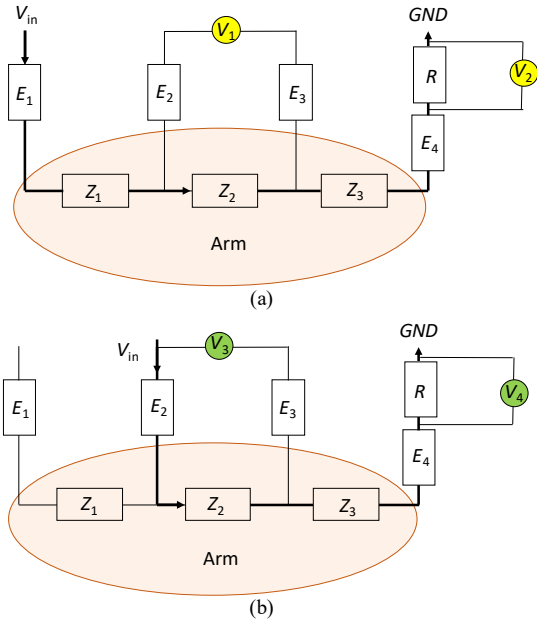 V_in
GND
V_1
V_2
R
E_1
E_2
E_3
E_4
Z_1
Z_2
Z_3
Arm
(a)
GND
V_in
V_3
R
V_4
E_1
E_2
E_3
E_4
Z_1
Z_2
Z_3
Arm
(b)